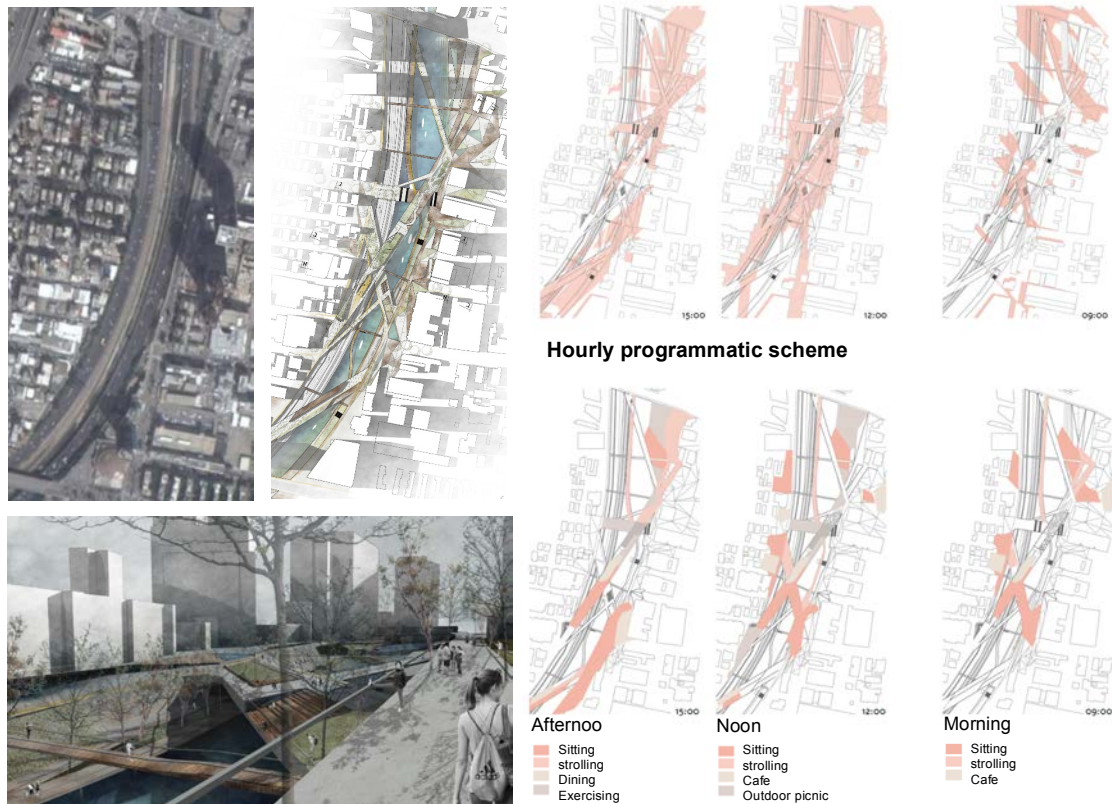 15:00
12:00
09:00
Hourly programmatic scheme
15:00
12:00
09:00
Afternoo
Sitting
strolling
Dining
Exercising
Noon
Sitting
strolling
Cafe
Outdoor picnic
Morning
Sitting
strolling
Cafe